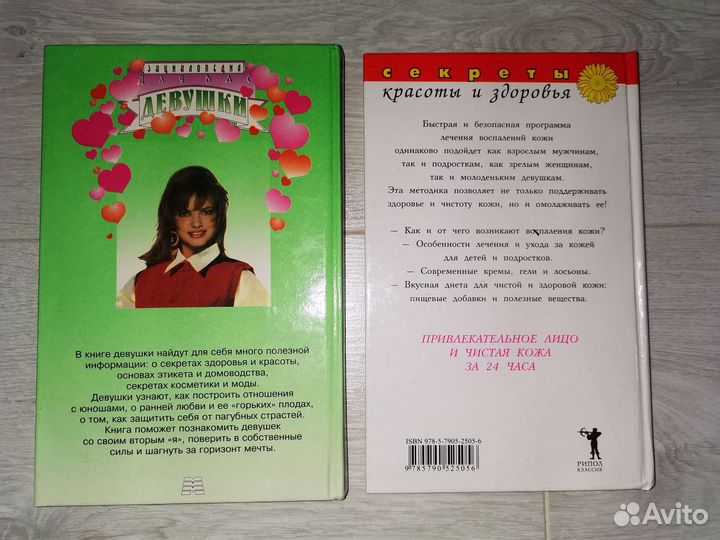 ЭНЦИКЛОПЕДИЯ
ДЛЯ ВАС
ДЕВУШКИ
В книге девушки найдут для себя много полезной
информации: о секретах здоровья и красоты,
основах этикета и домоводства,
секретах косметики и моды.
Девушки узнают, как построить отношения
с юношами, о ранней любви и ее "горьких" плодах,
о том, как защитить себя от пагубных страстей.
Книга поможет познакомить девушек
со своим вторым "я", поверить в собственные
силы и шагнуть за горизонт мечты.
секреты
красоты и здоровья
Быстрая и безопасная программа
лечения воспалений кожи
одинаково подойдет как взрослым мужчинам,
так и подросткам, как зрелым женщинам,
так и молоденьким девушкам.
Эта методика позволяет не только поддерживать
здоровье и чистоту кожи, но и омолаживать ее!
— Как и от чего возникают воспаления кожи?
— Особенности лечения и ухода за кожей
для детей и подростков.
— Современные кремы, гели и лосьоны.
— Вкусная диета для чистой и здоровой кожи:
пищевые добавки и полезные вещества.
ПРИВЛЕКАТЕЛЬНОЕ ЛИЦО
И ЧИСТАЯ КОЖА
ЗА 24 ЧАСА
ISBN 978-5-7905-2505-6
9 785790 525056
РИПОЛ
КЛАССИК
Avito